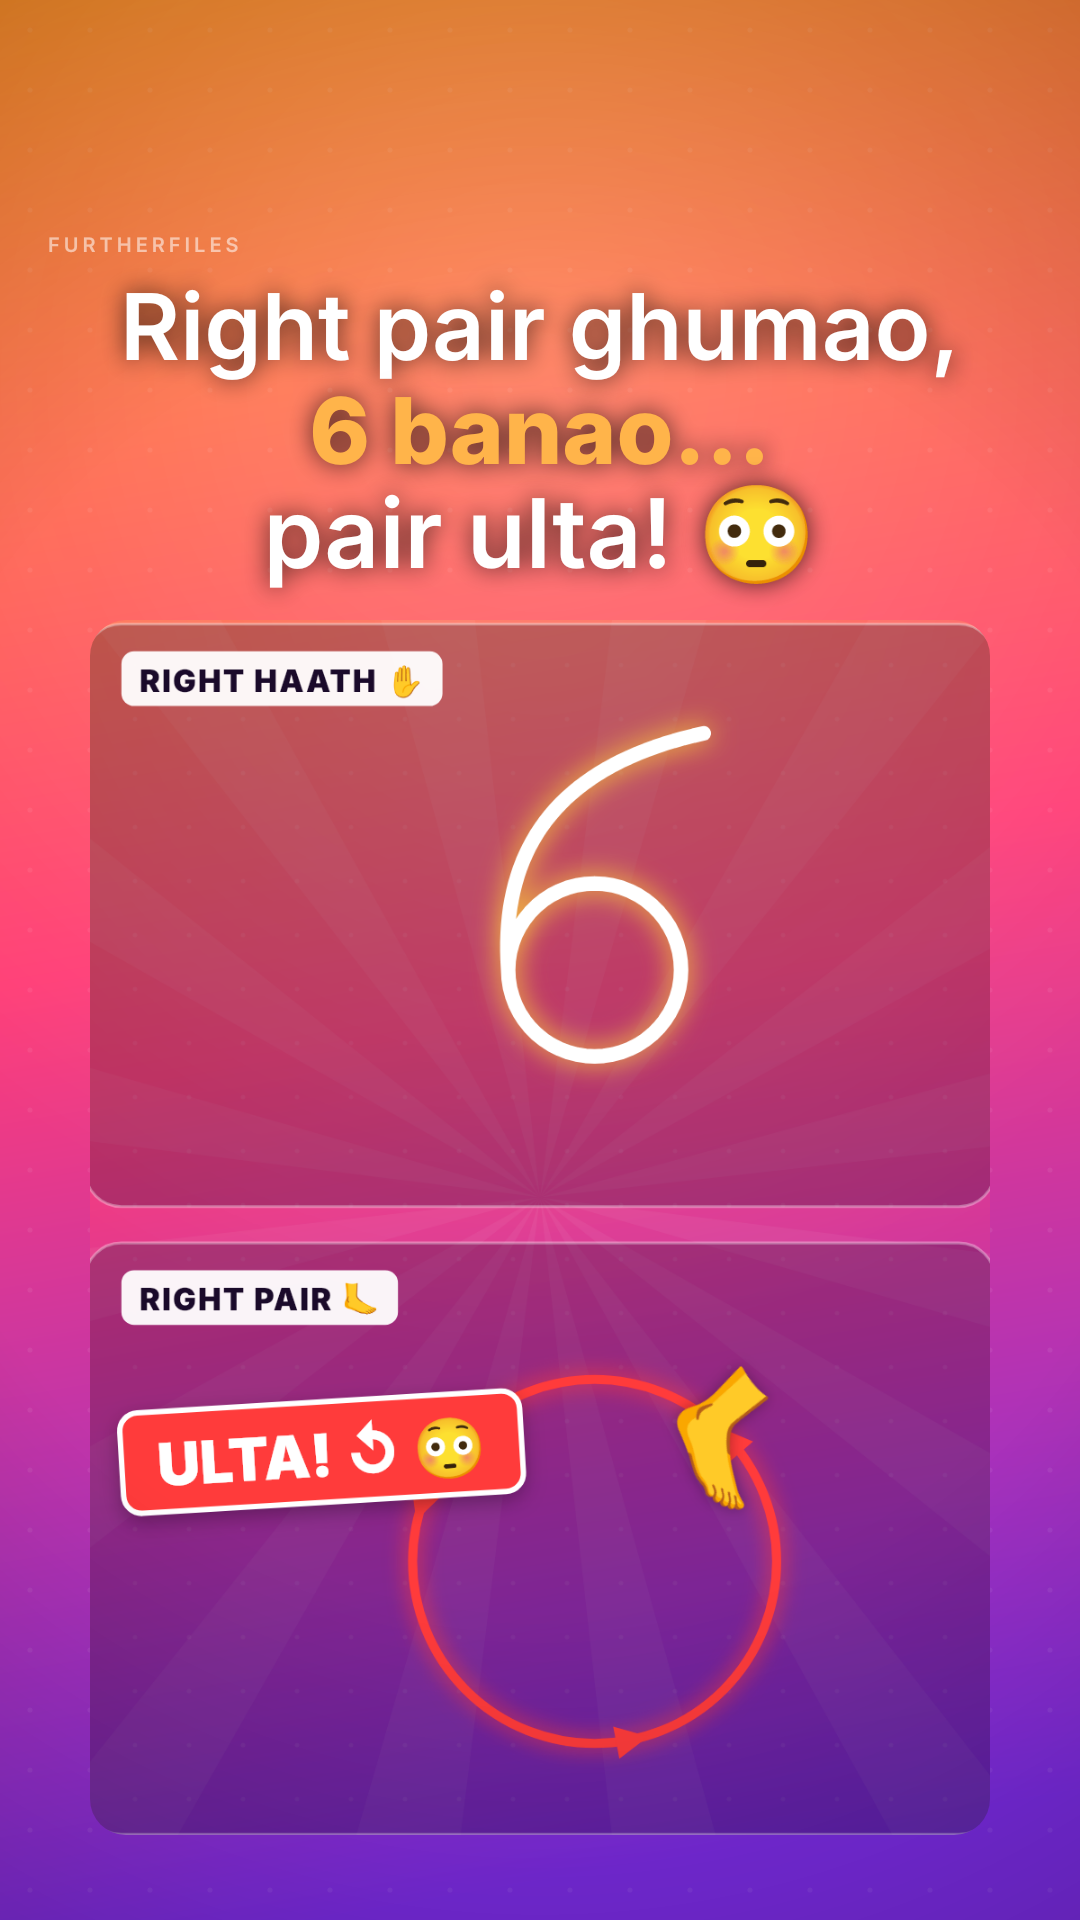 FURTHERFILES
Right pair ghumao,
6 banao...
pair ulta! 😳
RIGHT HAATH ✋
6
RIGHT PAIR 🦶
ULTA! ↺ 😳